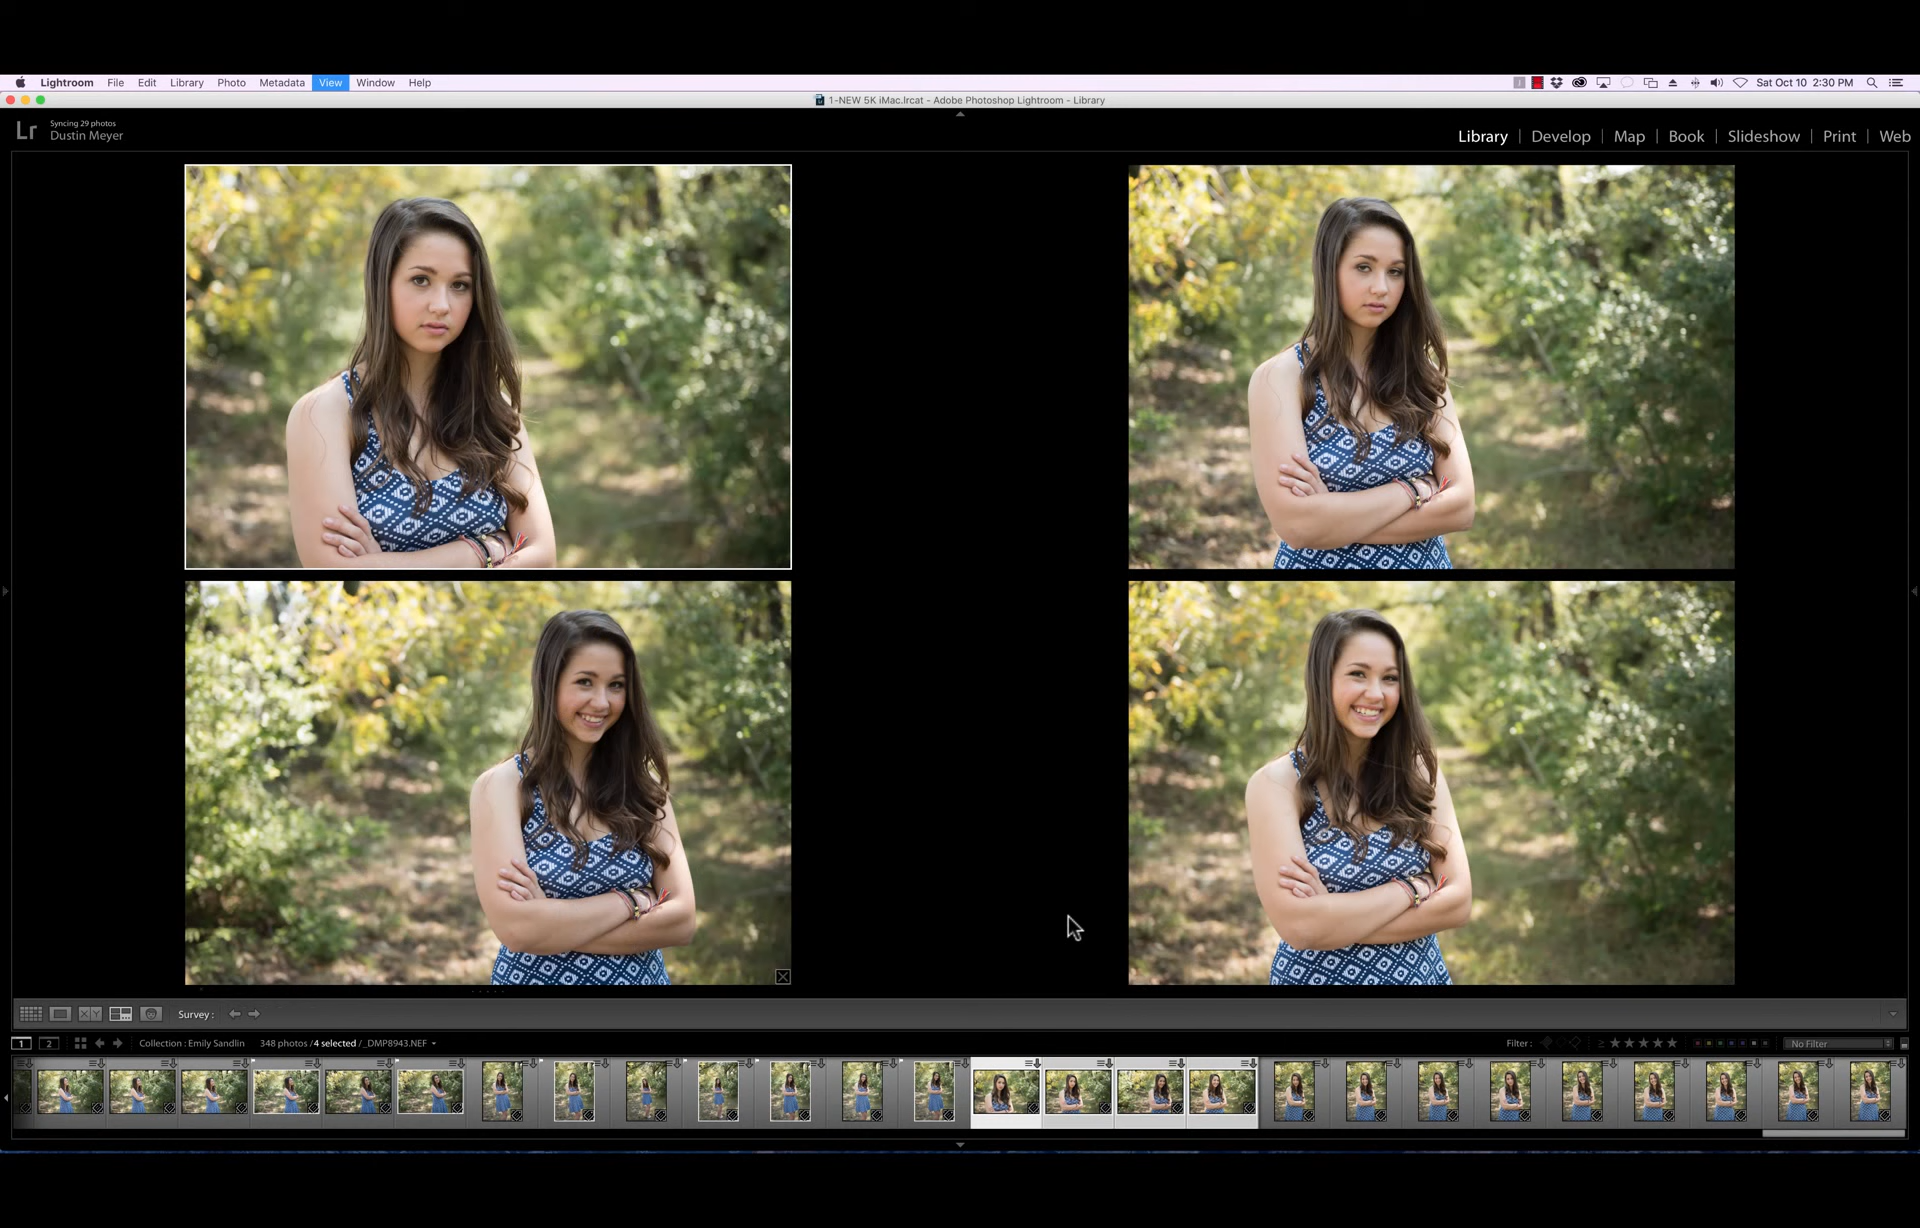 Lightroom File Edit Library Photo Metadata View Window Help Sat Oct 10 2:30 PM
1-NEW 5K iMac.lrcat - Adobe Photoshop Lightroom - Library
Lr
Syncing 29 photos
Dustin Meyer
Library | Develop | Map | Book | Slideshow | Print | Web
X Y
Survey :
1 2 Collection : Emily Sandlin 348 photos / 4 selected / _DMP8943.NEF
Filter : ≥ ★★★★★ No Filter